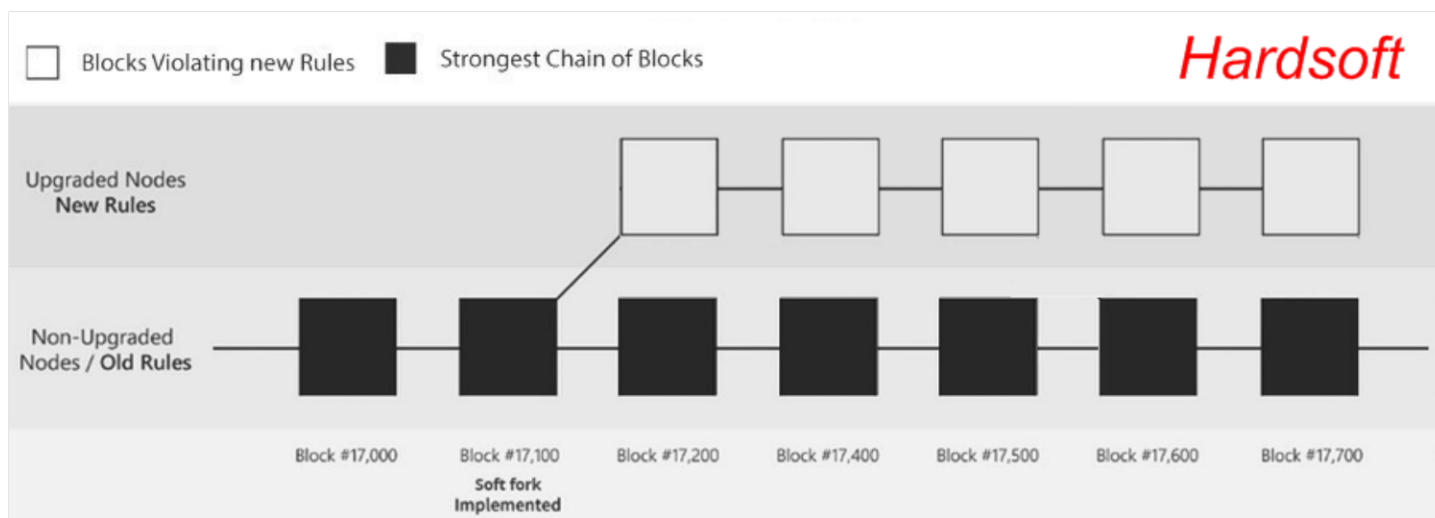 Blocks Violating new Rules
Strongest Chain of Blocks
Hardsoft
Upgraded Nodes
New Rules
Non-Upgraded
Nodes / Old Rules
Block #17,000
Block #17,100
Block #17,200
Block #17,400
Block #17,500
Block #17,600
Block #17,700
Soft fork
Implemented